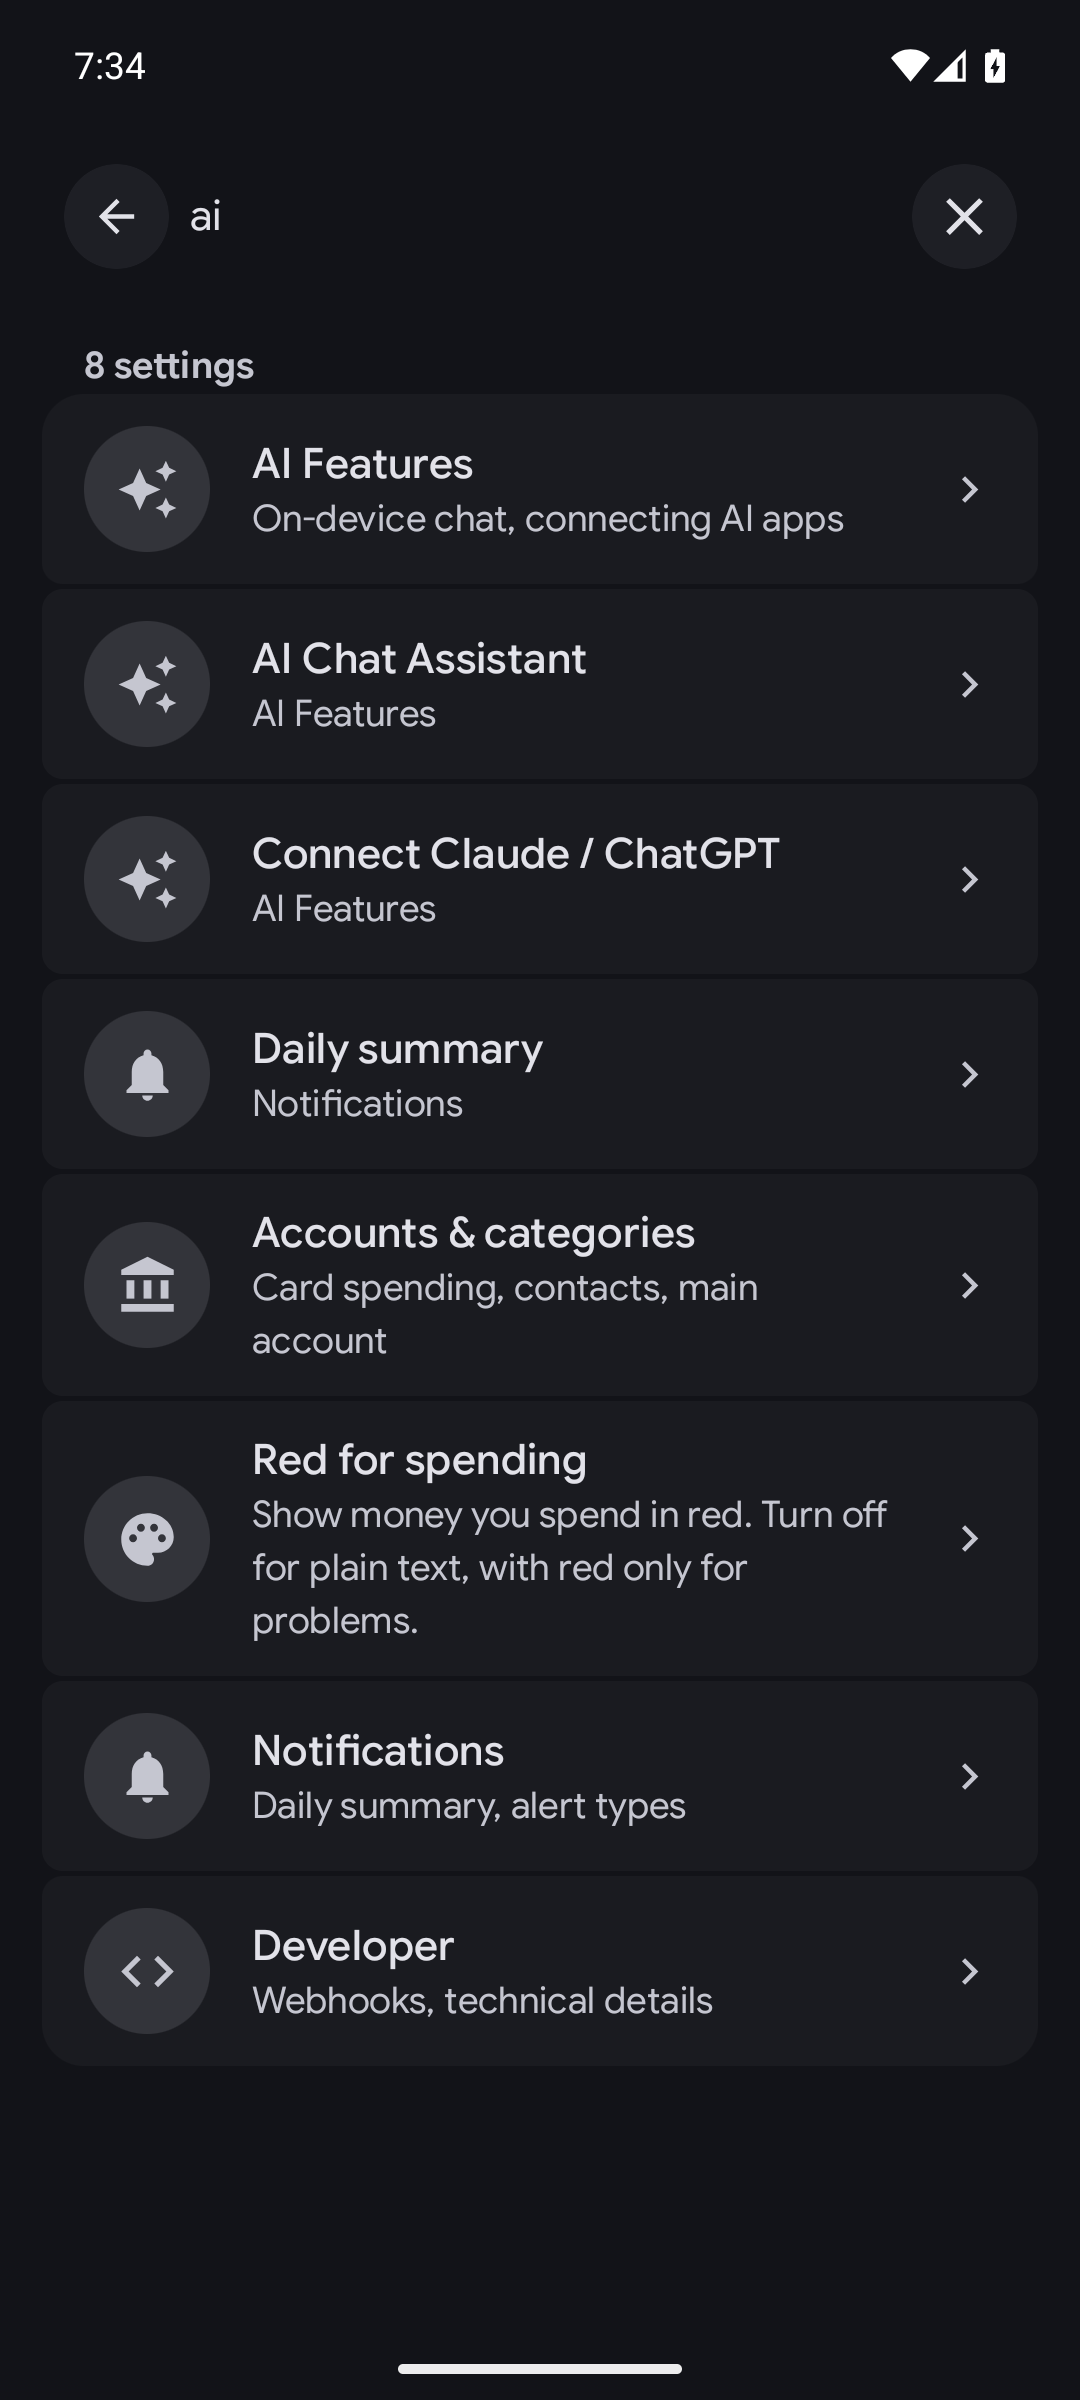 7:34
ai
8 settings
AI Features
On-device chat, connecting AI apps
AI Chat Assistant
AI Features
Connect Claude / ChatGPT
AI Features
Daily summary
Notifications
Accounts & categories
Card spending, contacts, main
account
Red for spending
Show money you spend in red. Turn off
for plain text, with red only for
problems.
Notifications
Daily summary, alert types
Developer
Webhooks, technical details